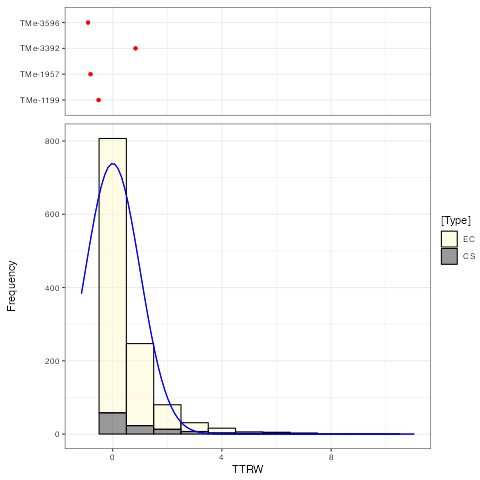 TMe-3596
TMe-3392
TMe-1957
TMe-1199
800
600
400
200
0
Frequency
0 4 8
TTRW
[Type]
EC
CS